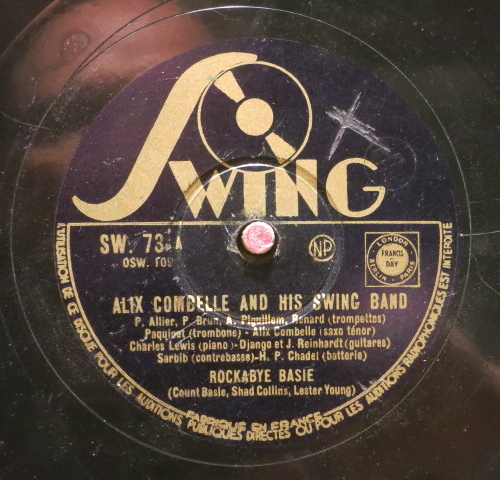 SWING
SW. 73 A
OSW.
NP
LONDON
FRANCIS
DAY
BERLIN - PARIS
ALIX COMBELLE AND HIS SWING BAND
P. Allier, P. Brun, A. Piguillem, Renard (trompettes)
Paquinet (trombone) - Alix Combelle (saxo ténor)
Charles Lewis (piano) - Django et J. Reinhardt (guitares)
Sarbib (contrebasse) - H. P. Chadel (batterie)
ROCKABYE BASIE
(Count Basie, Shad Collins, Lester Young)
L'UTILISATION DE CE DISQUE POUR LES AUDITIONS PUBLIQUES DIRECTES OU POUR LES AUDITIONS RADIOPHONIQUES EST INTERDITE
FABRIQUÉ EN FRANCE